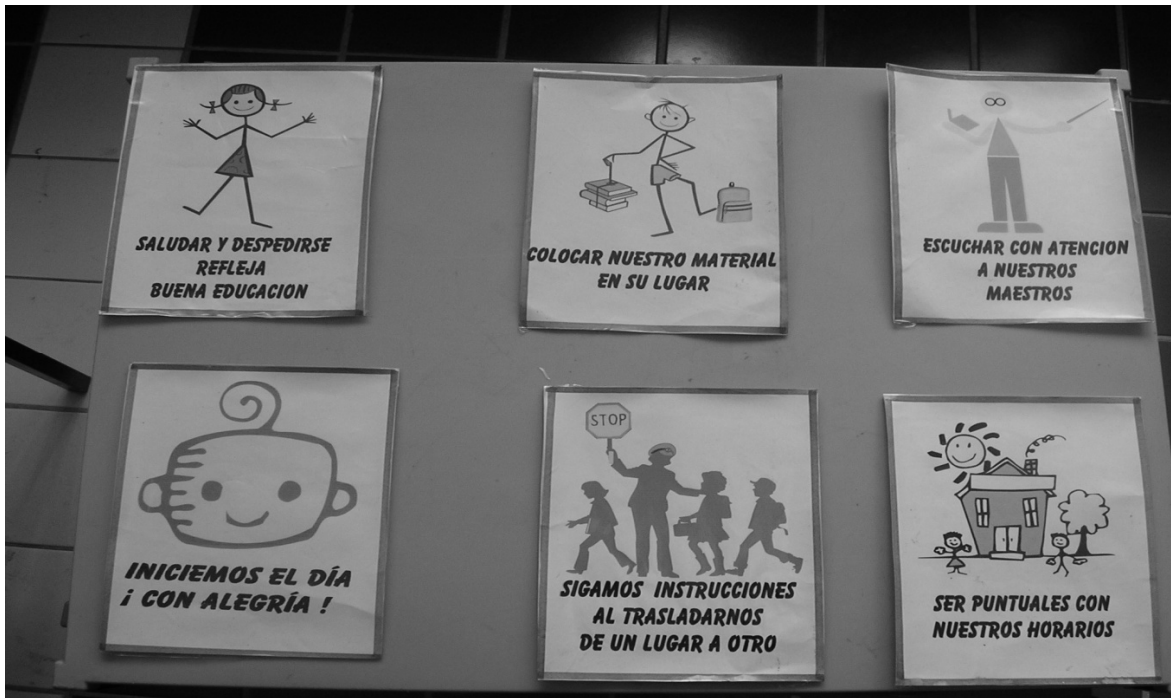 SALUDAR Y DESPEDIRSE
REFLEJA
BUENA EDUCACION
COLOCAR NUESTRO MATERIAL
EN SU LUGAR
ESCUCHAR CON ATENCION
A NUESTROS
MAESTROS
INICIEMOS EL DÍA
¡ CON ALEGRÍA !
STOP
SIGAMOS INSTRUCCIONES
AL TRASLADARNOS
DE UN LUGAR A OTRO
SER PUNTUALES CON
NUESTROS HORARIOS